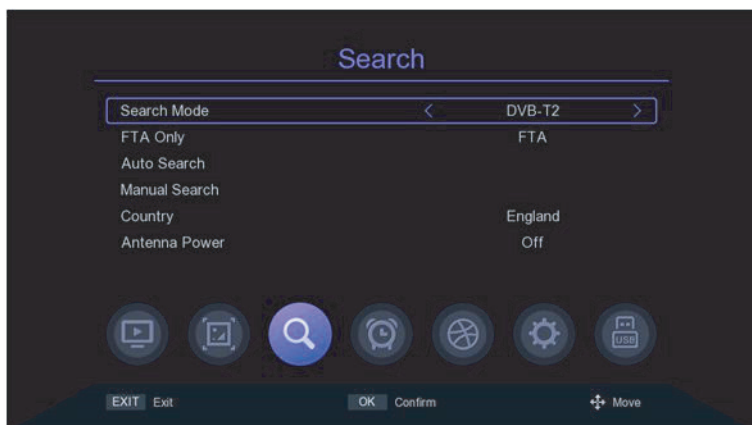 Search
Search Mode < DVB-T2 >
FTA Only FTA
Auto Search
Manual Search
Country England
Antenna Power Off
USB
EXIT Exit OK Confirm Move